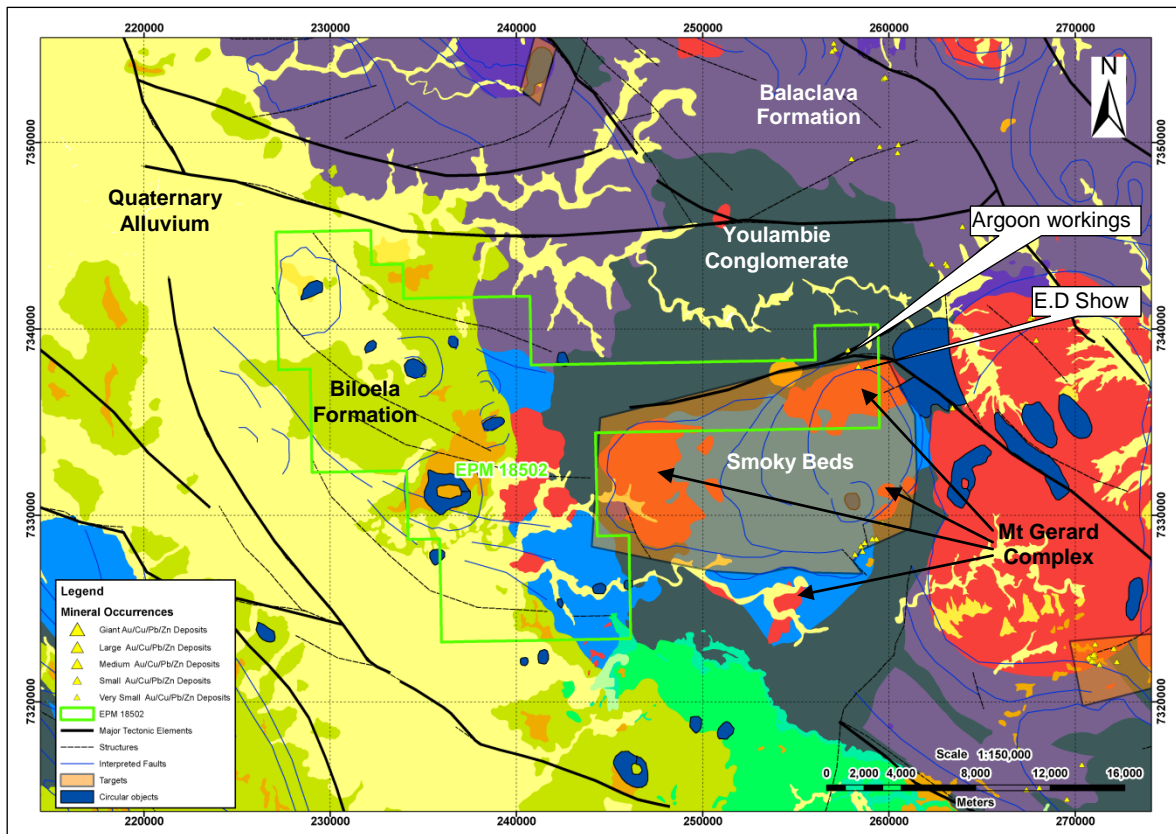 220000 230000 240000 250000 260000 270000
N
Balaclava
Formation
7350000
7350000
Quaternary
Alluvium
Argoon workings
Youlambie
Conglomerate
E.D Show
7340000
7340000
Biloela
Formation
EPM 18502
Smoky Beds
7330000
7330000
Mt Gerard
Complex
Legend
Mineral Occurrences
Giant Au/Cu/Pb/Zn Deposits
Large Au/Cu/Pb/Zn Deposits
Medium Au/Cu/Pb/Zn Deposits
Small Au/Cu/Pb/Zn Deposits
Very Small Au/Cu/Pb/Zn Deposits
EPM 18502
Major Tectonic Elements
Structures
Interpreted Faults
Targets
Circular objects
7320000
7320000
Scale 1:150,000
0 2,000 4,000 8,000 12,000 16,000
Meters
220000 230000 240000 250000 260000 270000